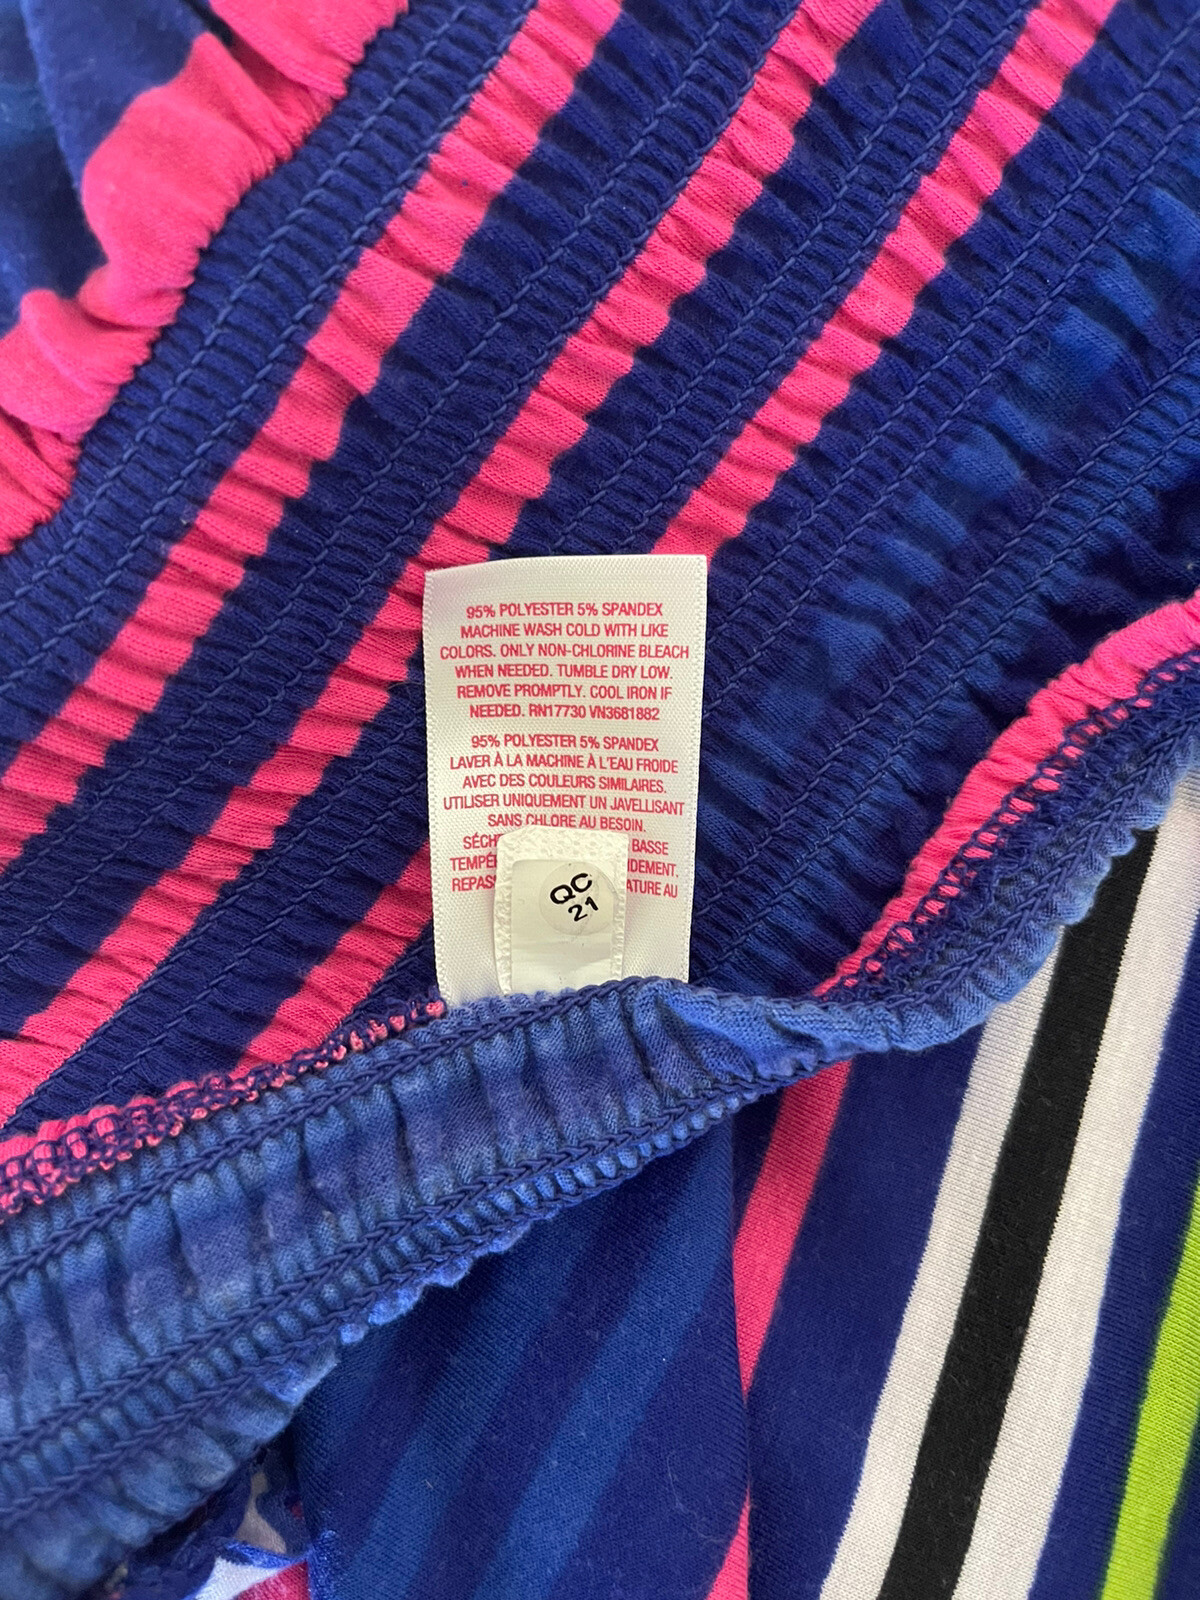 95% POLYESTER 5% SPANDEX
MACHINE WASH COLD WITH LIKE
COLORS. ONLY NON-CHLORINE BLEACH
WHEN NEEDED. TUMBLE DRY LOW.
REMOVE PROMPTLY. COOL IRON IF
NEEDED. RN17730 VN3681882
95% POLYESTER 5% SPANDEX
LAVER À LA MACHINE À L'EAU FROIDE
AVEC DES COULEURS SIMILAIRES.
UTILISER UNIQUEMENT UN JAVELLISANT
SANS CHLORE AU BESOIN.
BASSE
AU
QC
21